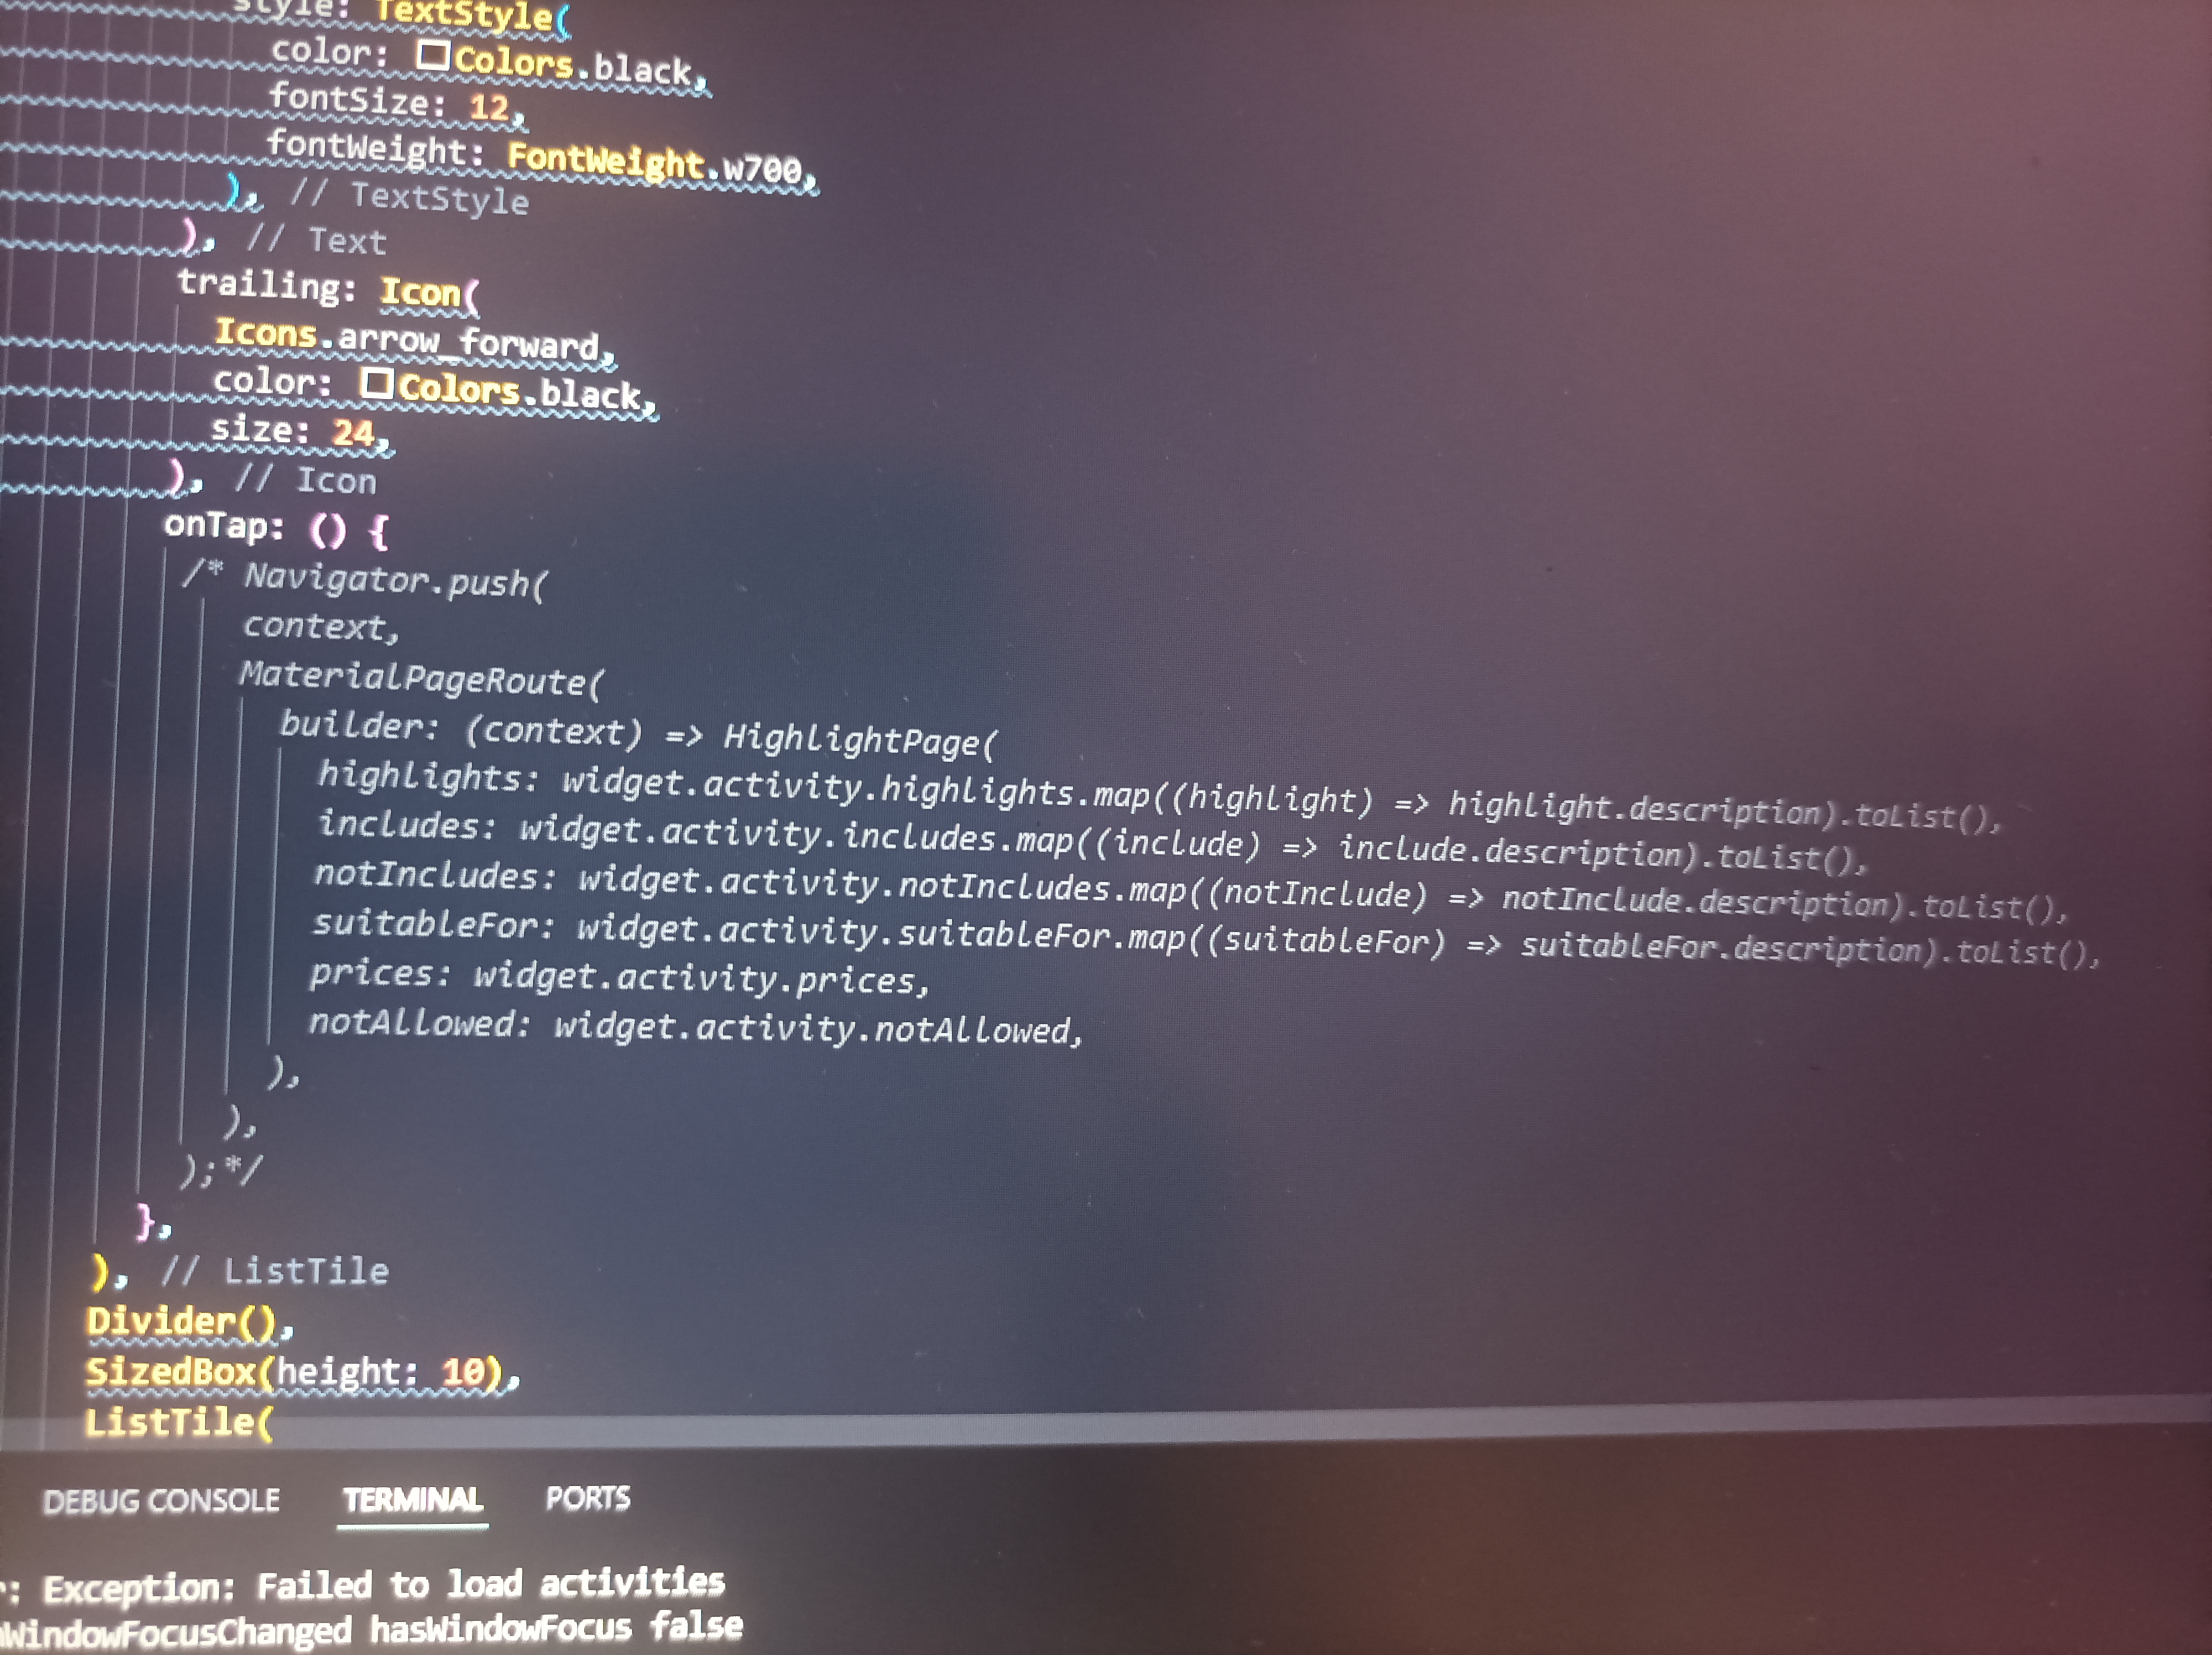 style: TextStyle(
color: Colors.black,
fontSize: 12,
fontWeight: FontWeight.w700,
), // TextStyle
), // Text
trailing: Icon(
Icons.arrow_forward,
color: Colors.black,
size: 24,
), // Icon
onTap: () {
/* Navigator.push(
context,
MaterialPageRoute(
builder: (context) => HighlightPage(
highlights: widget.activity.highlights.map((highlight) => highlight.description).toList(),
includes: widget.activity.includes.map((include) => include.description).toList(),
notIncludes: widget.activity.notIncludes.map((notInclude) => notInclude.description).toList(),
suitableFor: widget.activity.suitableFor.map((suitableFor) => suitableFor.description).toList(),
prices: widget.activity.prices,
notAllowed: widget.activity.notAllowed,
),
),
);*/
},
), // ListTile
Divider(),
SizedBox(height: 10),
ListTile(
DEBUG CONSOLE TERMINAL PORTS
: Exception: Failed to load activities
WindowFocusChanged hasWindowFocus false